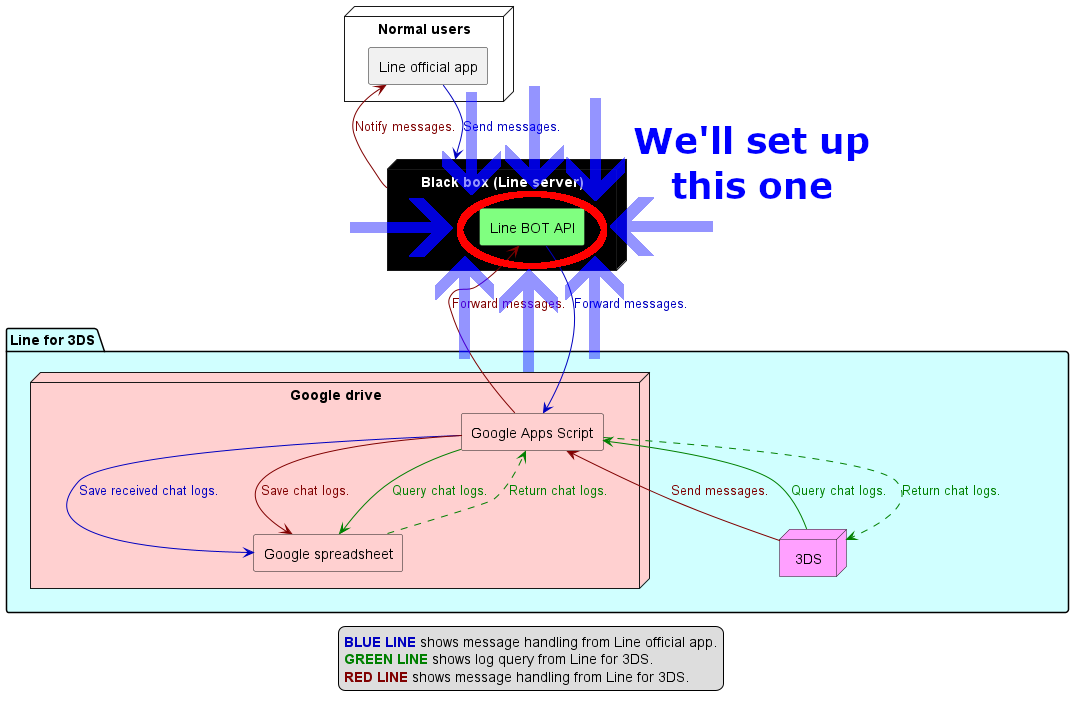 Normal users
Line official app
Notify messages.
Send messages.
We'll set up
this one
Black box (Line server)
Line BOT API
Forward messages.
Forward messages.
Line for 3DS
Google drive
Google Apps Script
Save received chat logs.
Save chat logs.
Query chat logs.
Return chat logs.
Send messages.
Query chat logs.
Return chat logs.
Google spreadsheet
3DS
BLUE LINE shows message handling from Line official app.
GREEN LINE shows log query from Line for 3DS.
RED LINE shows message handling from Line for 3DS.